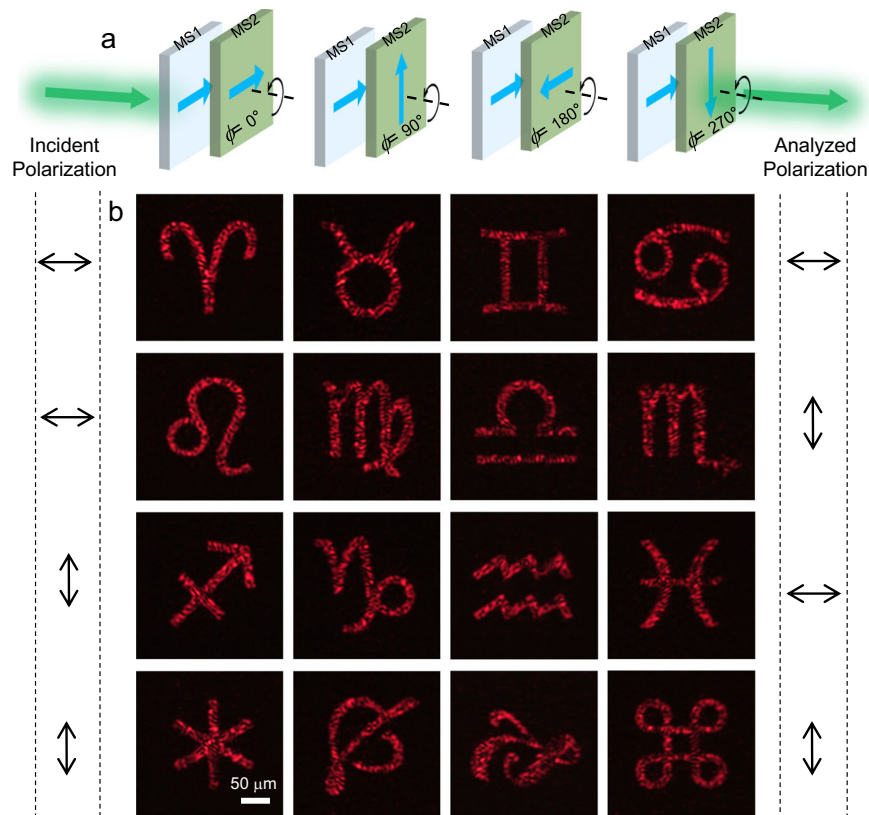 a
MS1
MS2
ϕ= 0°
MS1
MS2
ϕ= 90°
MS1
MS2
ϕ= 180°
MS1
MS2
ϕ= 270°
Incident
Polarization
Analyzed
Polarization
b
50 μm